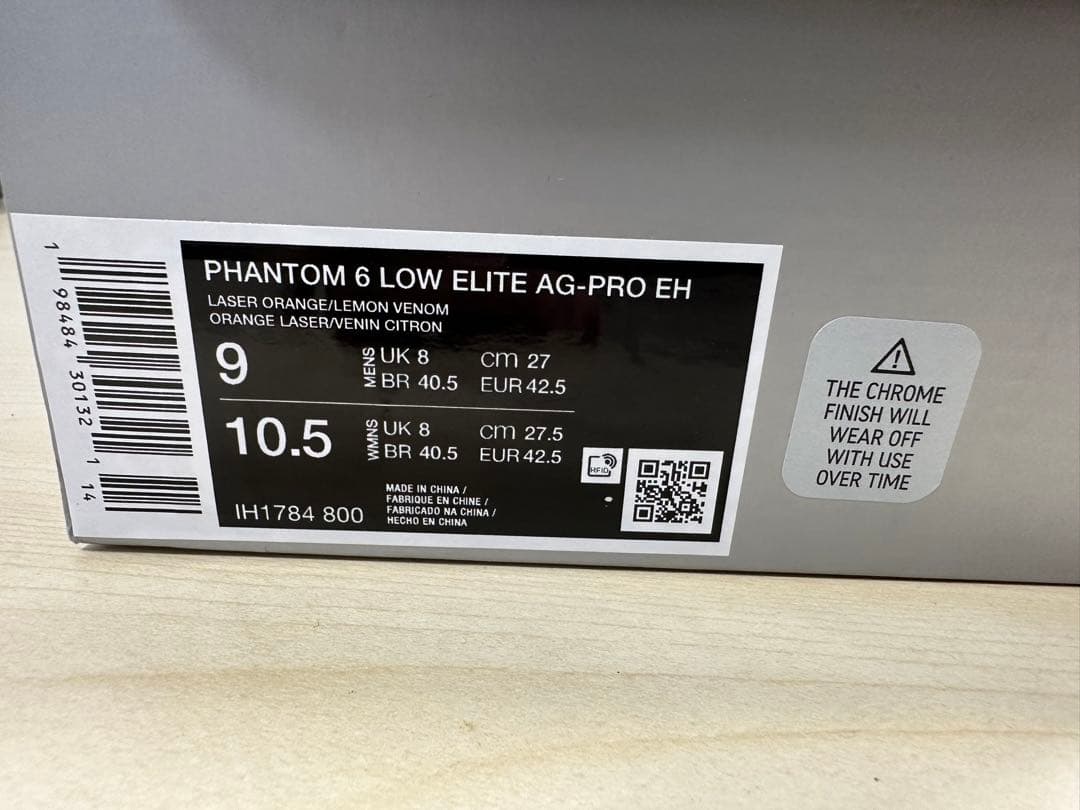 PHANTOM 6 LOW ELITE AG-PRO EH
LASER ORANGE/LEMON VENOM
ORANGE LASER/VENIN CITRON
9
MENS
UK 8 cm 27
BR 40.5 EUR 42.5
10.5
WMNS
UK 8 cm 27.5
BR 40.5 EUR 42.5
IH1784 800
MADE IN CHINA /
FABRIQUE EN CHINE /
FABRICADO NA CHINA /
HECHO EN CHINA
RFID
1 98484 30132 1 14
THE CHROME
FINISH WILL
WEAR OFF
WITH USE
OVER TIME